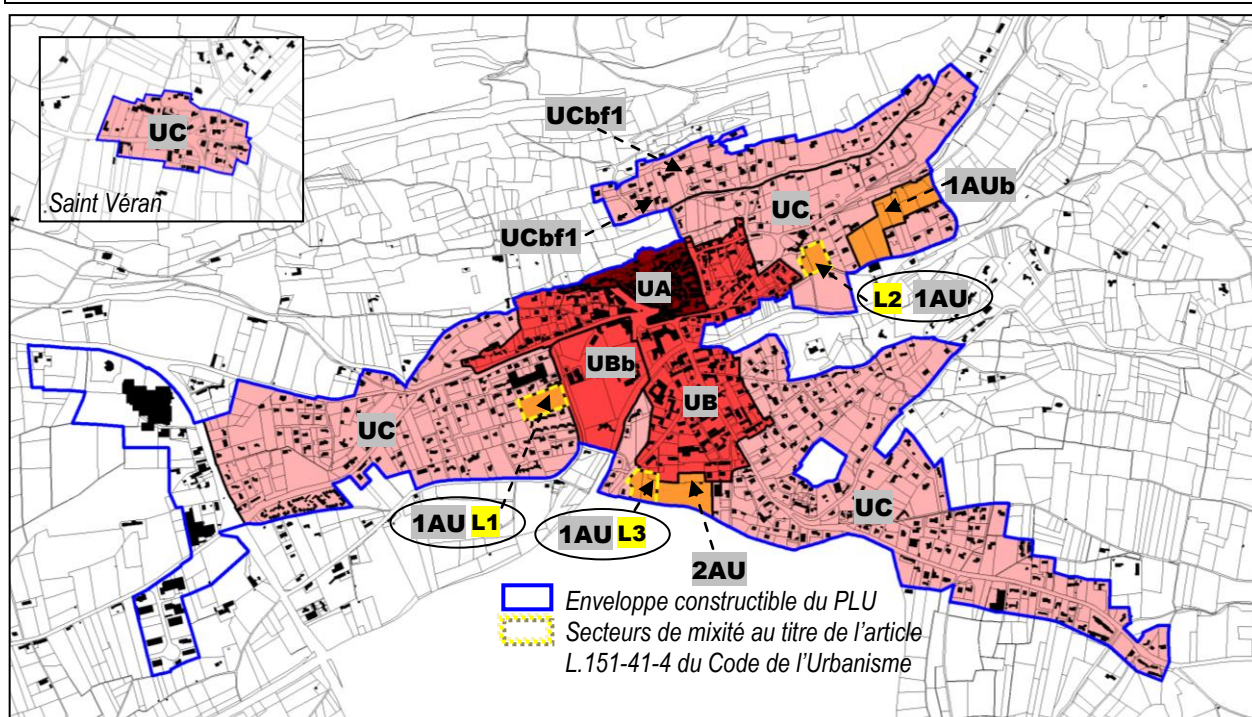 UC
Saint Véran
UCbf1
UCbf1
UC
1AUb
UA
L2 1AU
UBb
UB
UC
UC
1AU L1
1AU L3
2AU
Enveloppe constructible du PLU
Secteurs de mixité au titre de l'article
L.151-41-4 du Code de l'Urbanisme